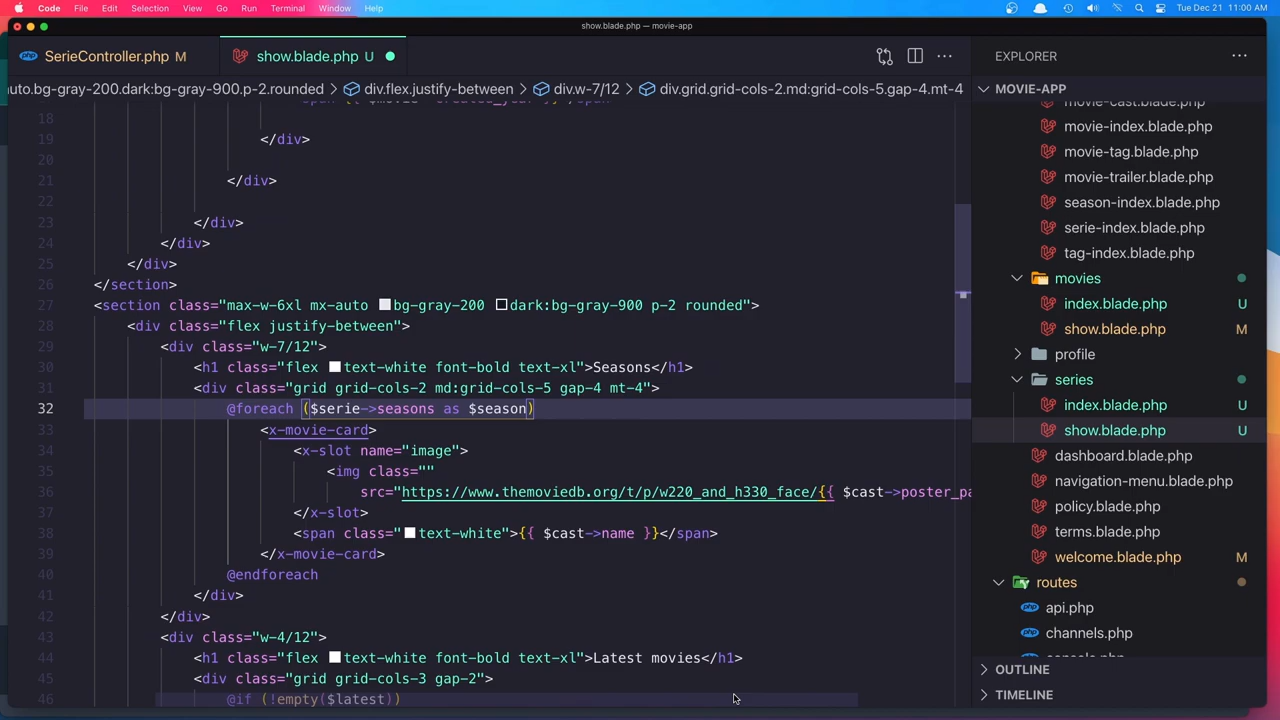 Code File Edit Selection View Go Run Terminal Window Help Tue Dec 21 11:00 AM
show.blade.php — movie-app
SerieController.php M show.blade.php U
EXPLORER
auto.bg-gray-200.dark:bg-gray-900.p-2.rounded > div.flex.justify-between > div.w-7/12 > div.grid.grid-cols-2.md:grid-cols-5.gap-4.mt-4
MOVIE-APP
18
19 </div>
20
21 </div>
22
23 </div>
24 </div>
25 </div>
26 </section>
27 <section class="max-w-6xl mx-auto bg-gray-200 dark:bg-gray-900 p-2 rounded">
28 <div class="flex justify-between">
29 <div class="w-7/12">
30 <h1 class="flex text-white font-bold text-xl">Seasons</h1>
31 <div class="grid grid-cols-2 md:grid-cols-5 gap-4 mt-4">
32 @foreach ($serie->seasons as $season)
33 <x-movie-card>
34 <x-slot name="image">
35 <img class=""
36 src="https://www.themoviedb.org/t/p/w220_and_h330_face/{{ $cast->poster_pa
37 </x-slot>
38 <span class="text-white">{{ $cast->name }}</span>
39 </x-movie-card>
40 @endforeach
41 </div>
42 </div>
43 <div class="w-4/12">
44 <h1 class="flex text-white font-bold text-xl">Latest movies</h1>
45 <div class="grid grid-cols-3 gap-2">
46 @if (!empty($latest))
movie-cast.blade.php
movie-index.blade.php
movie-tag.blade.php
movie-trailer.blade.php
season-index.blade.php
serie-index.blade.php
tag-index.blade.php
movies
index.blade.php U
show.blade.php M
profile
series
index.blade.php U
show.blade.php U
dashboard.blade.php
navigation-menu.blade.php
policy.blade.php
terms.blade.php
welcome.blade.php M
routes
api.php
channels.php
console.php
OUTLINE
TIMELINE